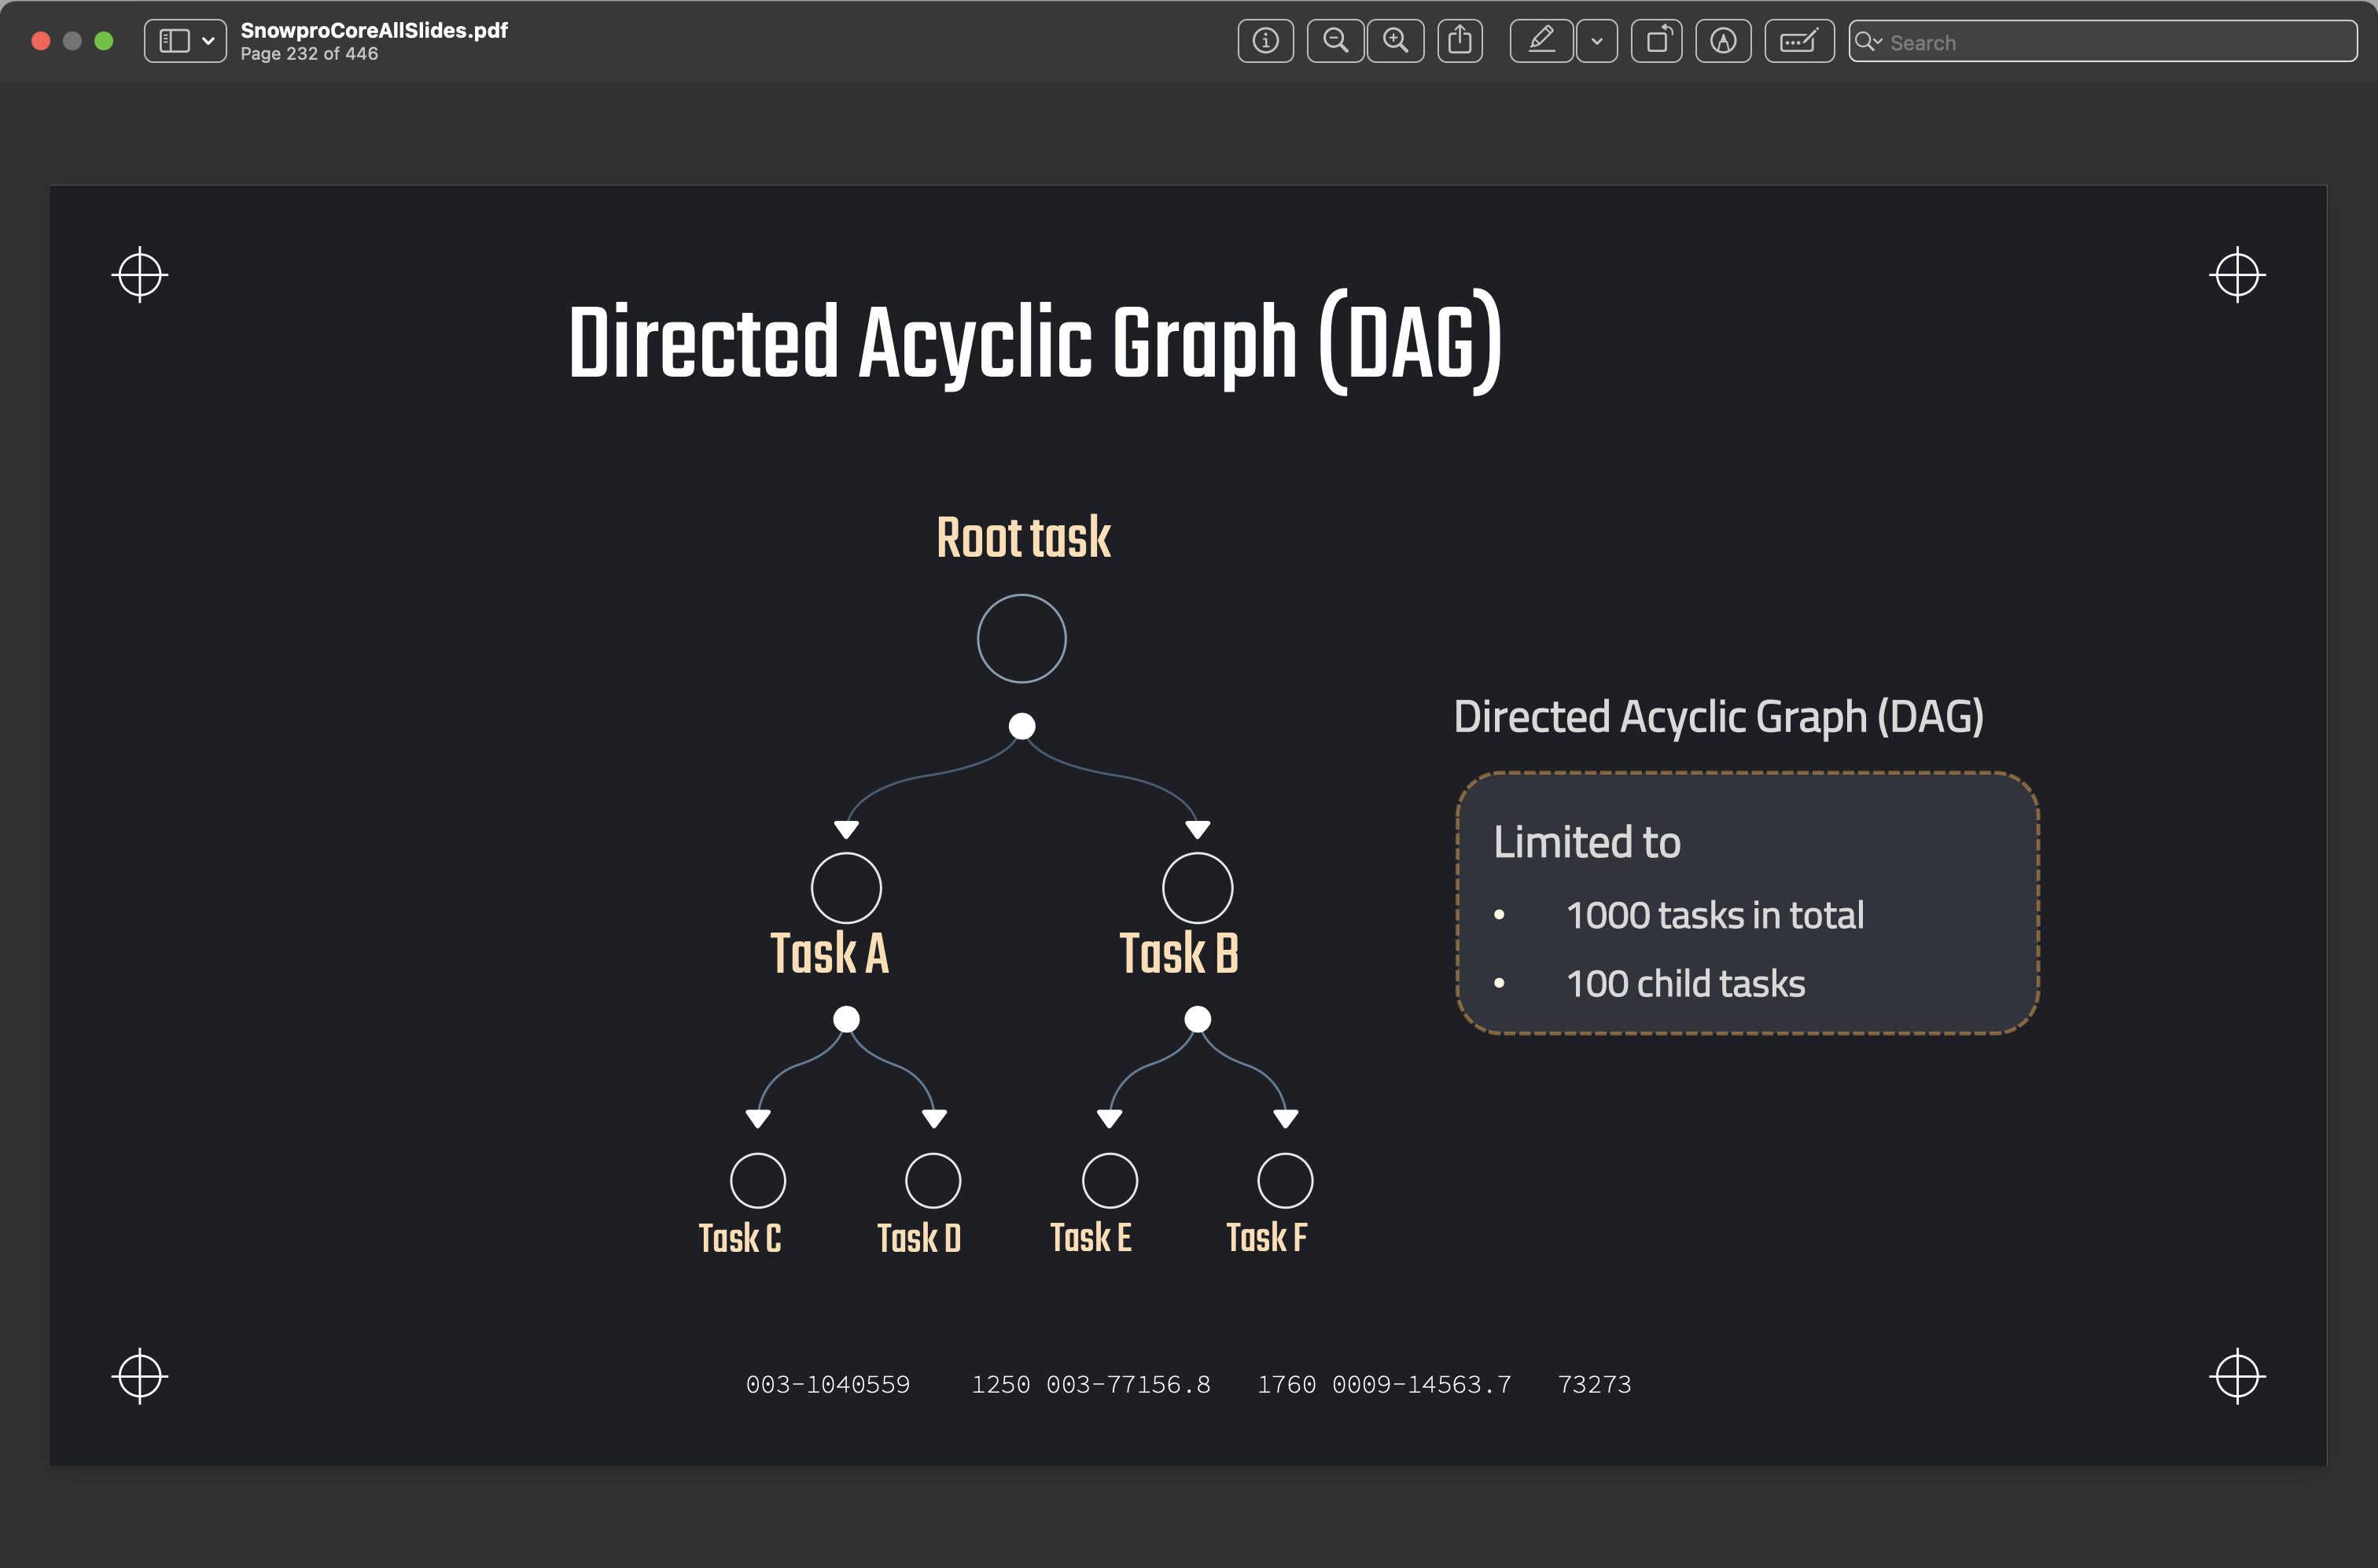 SnowproCoreAllSlides.pdf
Page 232 of 446
Search
Directed Acyclic Graph (DAG)
Root task
Directed Acyclic Graph (DAG)
Limited to
• 1000 tasks in total
• 100 child tasks
Task A
Task B
Task C
Task D
Task E
Task F
003-1040559 1250 003-77156.8 1760 0009-14563.7 73273